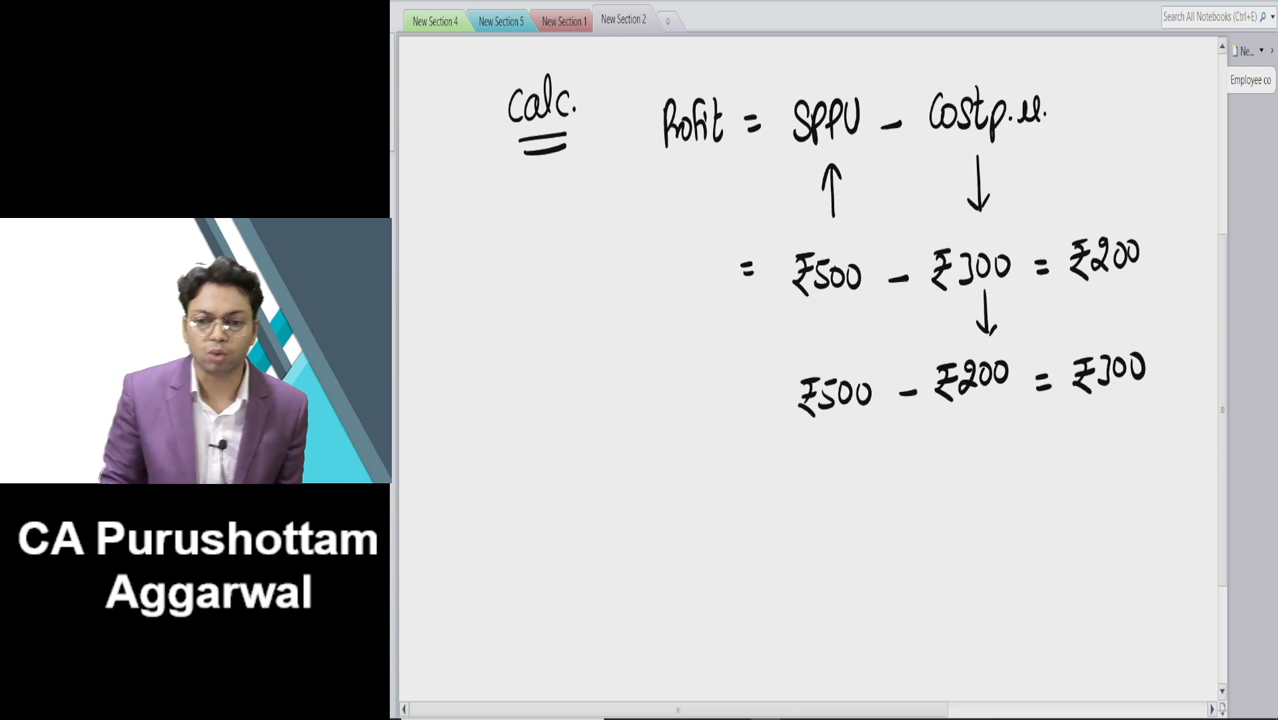 New Section 4 New Section 5 New Section 1 New Section 2
Search All Notebooks (Ctrl+E)
Ne...
Employee co
Calc. Profit = SPPU - Cost p.u.
= ₹500 - ₹300 = ₹200
₹500 - ₹200 = ₹300
CA Purushottam
Aggarwal